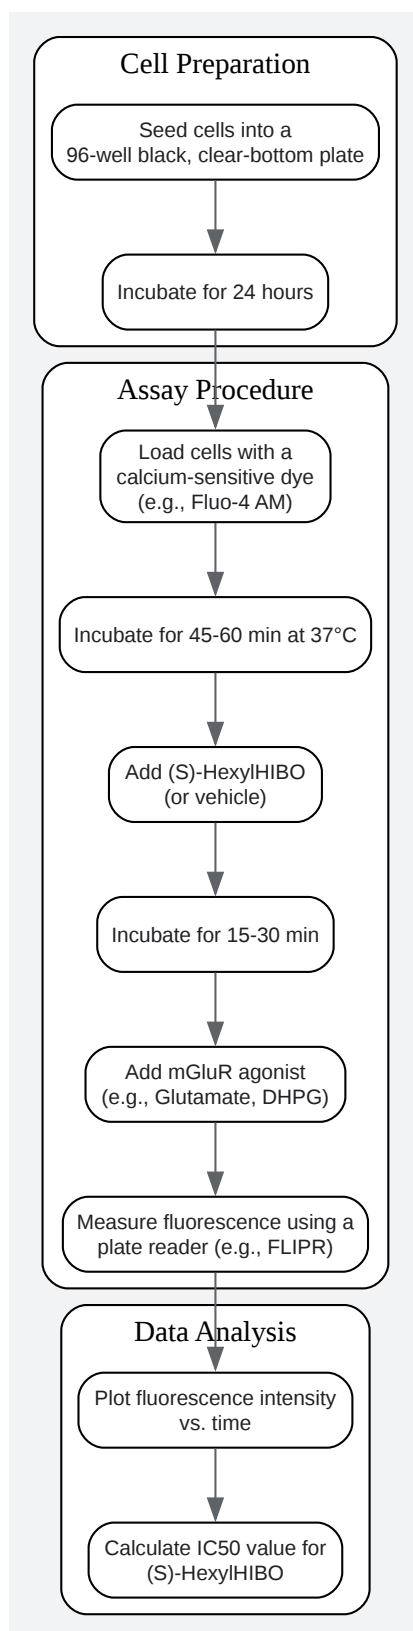 Cell Preparation
Seed cells into a
96-well black, clear-bottom plate
Incubate for 24 hours
Assay Procedure
Load cells with a
calcium-sensitive dye
(e.g., Fluo-4 AM)
Incubate for 45-60 min at 37°C
Add (S)-HexylHIBO
(or vehicle)
Incubate for 15-30 min
Add mGluR agonist
(e.g., Glutamate, DHPG)
Measure fluorescence using a
plate reader (e.g., FLIPR)
Data Analysis
Plot fluorescence intensity
vs. time
Calculate IC50 value for
(S)-HexylHIBO